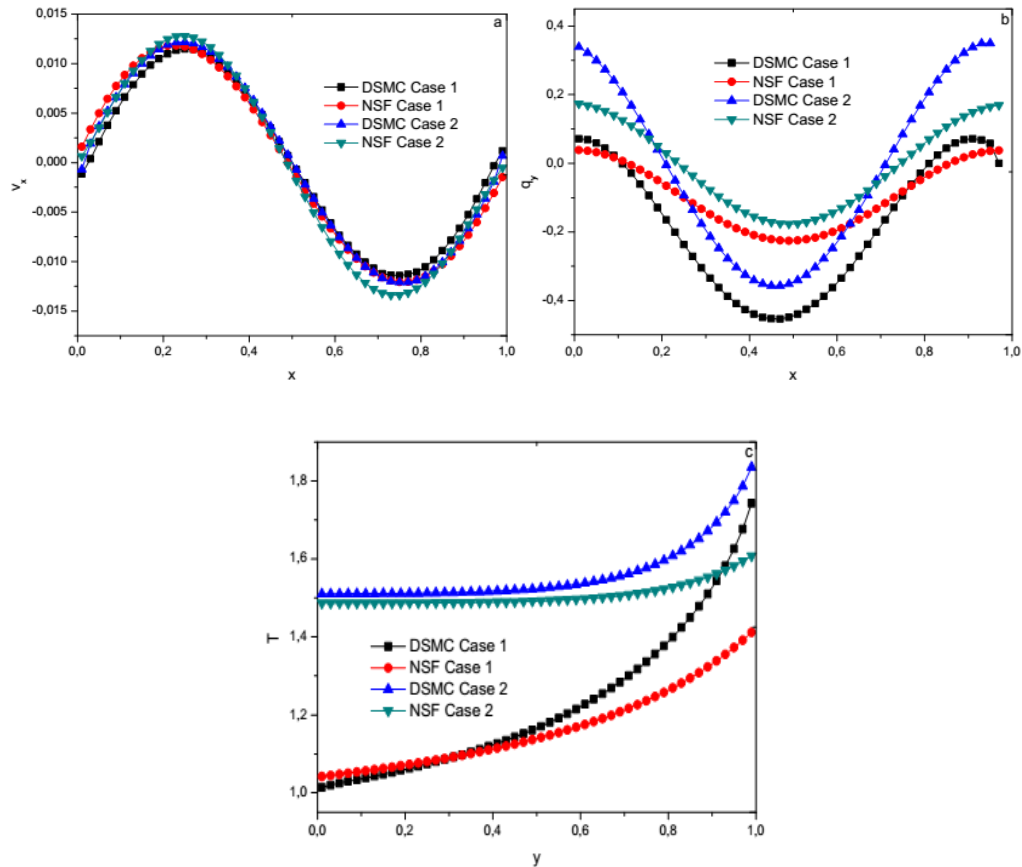 a
0,015
0,010
0,005
0,000
-0,005
-0,010
-0,015
v_x
DSMC Case 1
NSF Case 1
DSMC Case 2
NSF Case 2
0,0 0,2 0,4 0,6 0,8 1,0
x
b
0,4
0,2
0,0
-0,2
-0,4
q_y
DSMC Case 1
NSF Case 1
DSMC Case 2
NSF Case 2
0,0 0,2 0,4 0,6 0,8 1,0
x
c
1,8
1,6
1,4
1,2
1,0
T
DSMC Case 1
NSF Case 1
DSMC Case 2
NSF Case 2
0,0 0,2 0,4 0,6 0,8 1,0
y